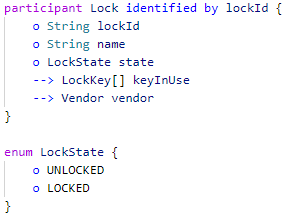 participant Lock identified by lockId {
o String lockId
o String name
o LockState state
--> LockKey[] keyInUse
--> Vendor vendor
}
enum LockState {
o UNLOCKED
o LOCKED
}